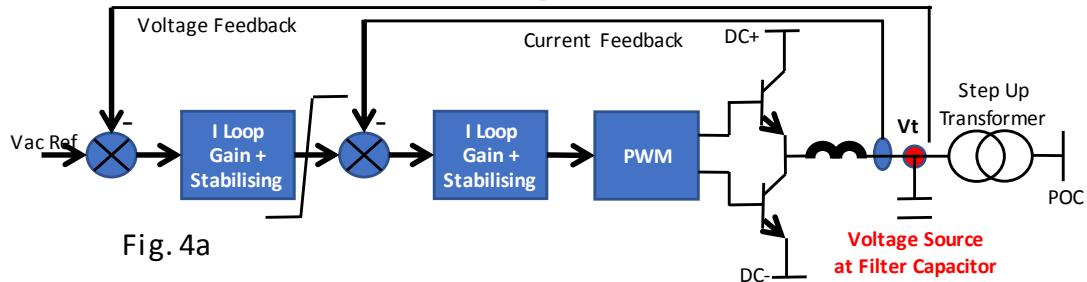 Voltage Feedback
Current Feedback
DC+
Step Up
Transformer
Vt
Vac Ref
-
-
I Loop
Gain +
Stabilising
I Loop
Gain +
Stabilising
PWM
POC
Voltage Source
at Filter Capacitor
DC-
Fig. 4a